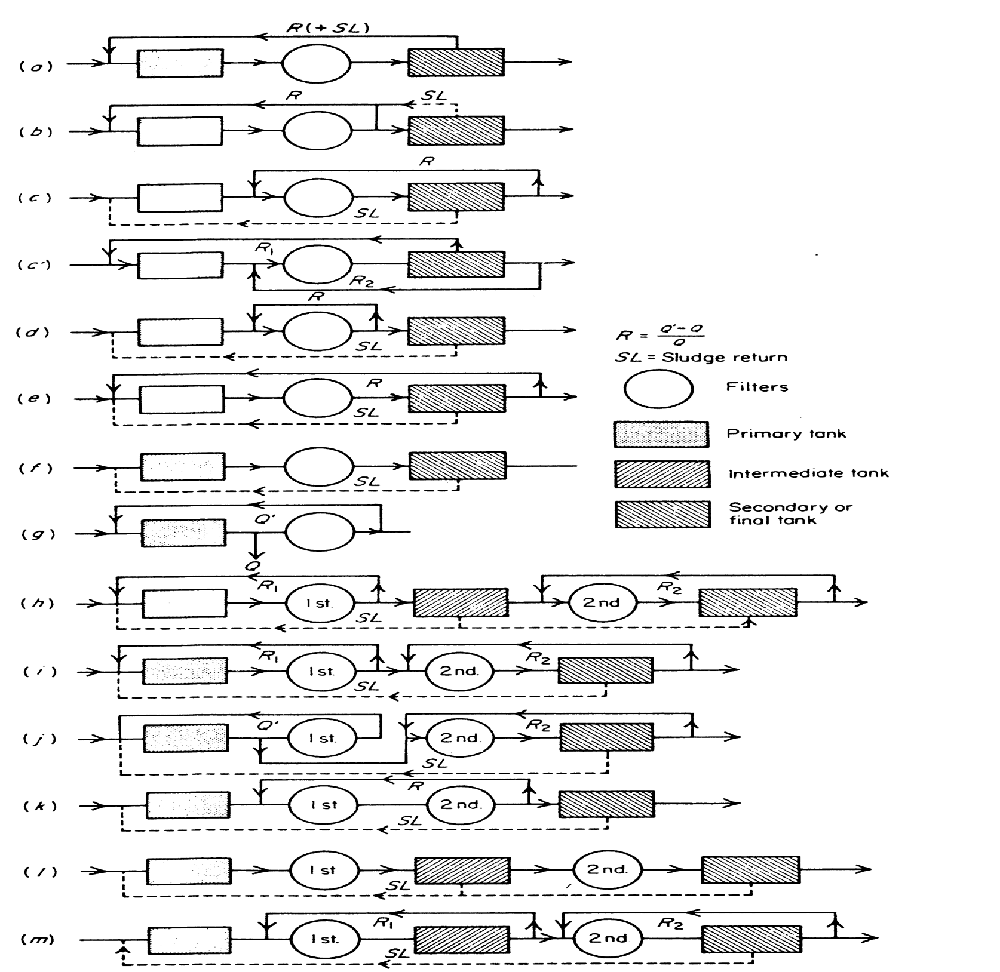 R(+ SL)
(a)
R
SL
(b)
R
(c)
SL
R₁
(c')
R₂
R
(d)
SL
R = Q'-Q / Q
SL = Sludge return
R
(e)
SL
Filters
Primary tank
(f)
SL
Intermediate tank
Secondary or
final tank
Q'
(g)
Q
R₁
R₂
(h)
1st.
2nd
SL
R₁
R₂
(i)
1st.
2nd.
SL
Q'
R₂
(j)
1st.
2nd.
SL
R
(k)
1st
2nd.
SL
(l)
1st
2nd.
SL
R₁
R₂
(m)
1st.
2nd.
SL